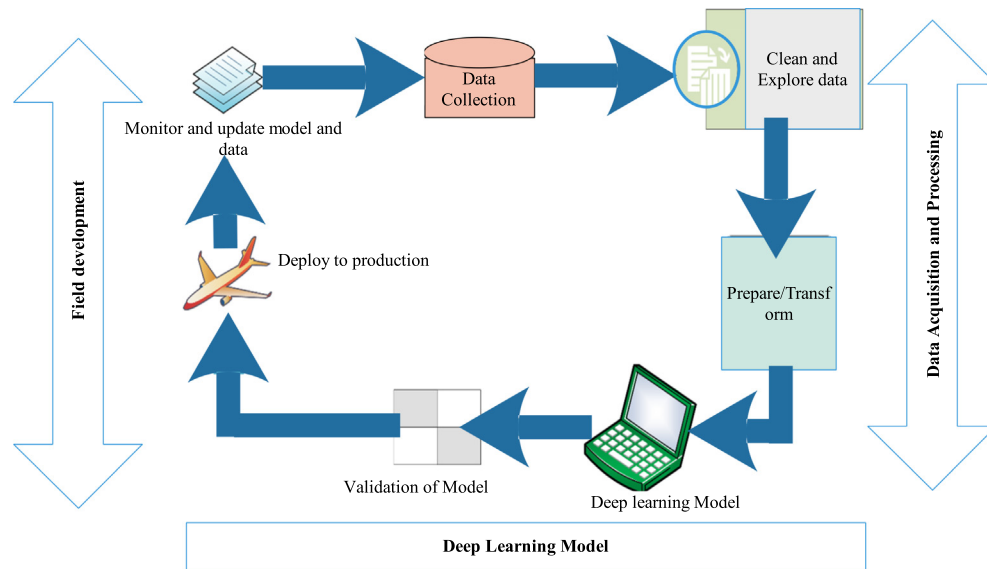 Data
Collection
Clean and
Explore data
Monitor and update model and
data
Field development
Data Acquisition and Processing
Deploy to production
Prepare/Transf
orm
Validation of Model
Deep learning Model
Deep Learning Model